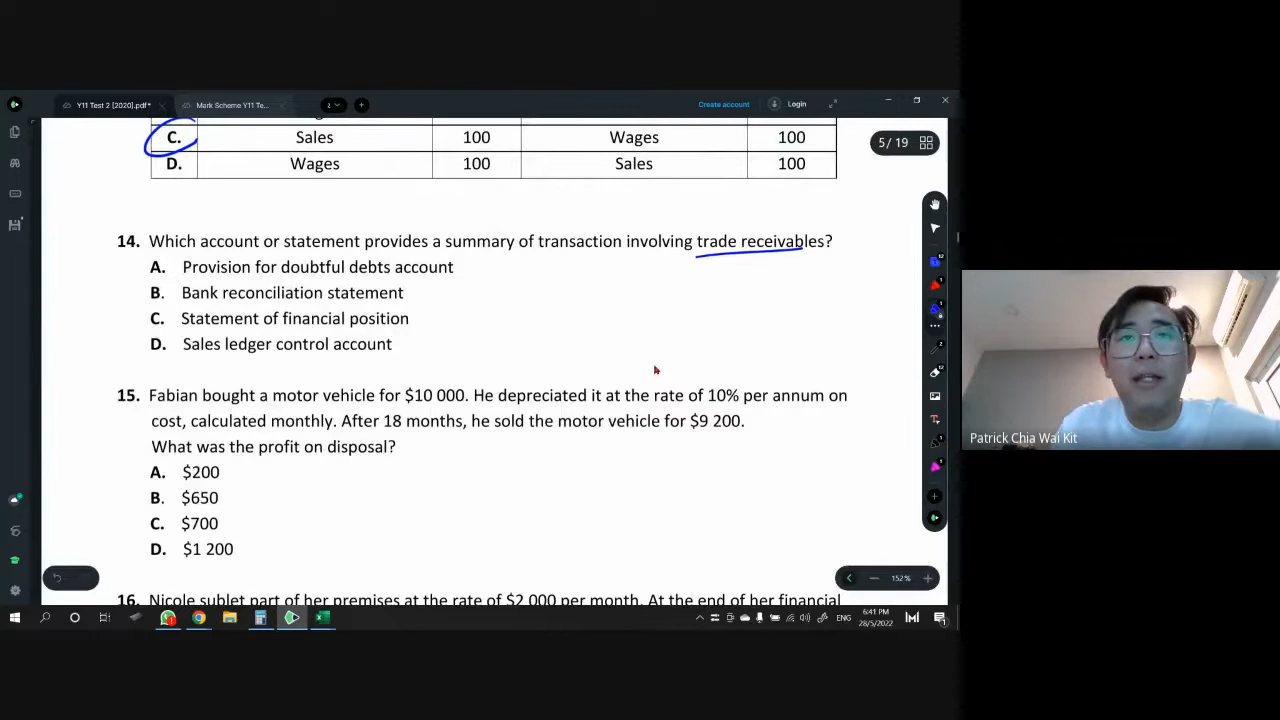 Y11 Test 2 [2020].pdf*
Mark Scheme Y11 Te...
2
Create account
Login
C. Sales 100 Wages 100
D. Wages 100 Sales 100
5 / 19
14. Which account or statement provides a summary of transaction involving trade receivables?
A. Provision for doubtful debts account
B. Bank reconciliation statement
C. Statement of financial position
D. Sales ledger control account
15. Fabian bought a motor vehicle for $10 000. He depreciated it at the rate of 10% per annum on
cost, calculated monthly. After 18 months, he sold the motor vehicle for $9 200.
What was the profit on disposal?
A. $200
B. $650
C. $700
D. $1 200
16. Nicole sublet part of her premises at the rate of $2 000 per month. At the end of her financial
152%
Patrick Chia Wai Kit
ENG
6:41 PM
28/5/2022